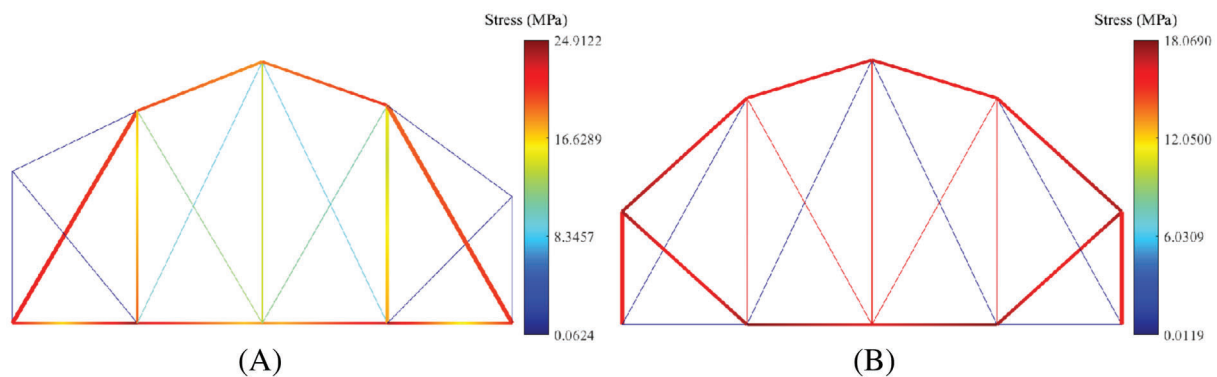 Stress (MPa)
24.9122
16.6289
8.3457
0.0624
(A)
Stress (MPa)
18.0690
12.0500
6.0309
0.0119
(B)